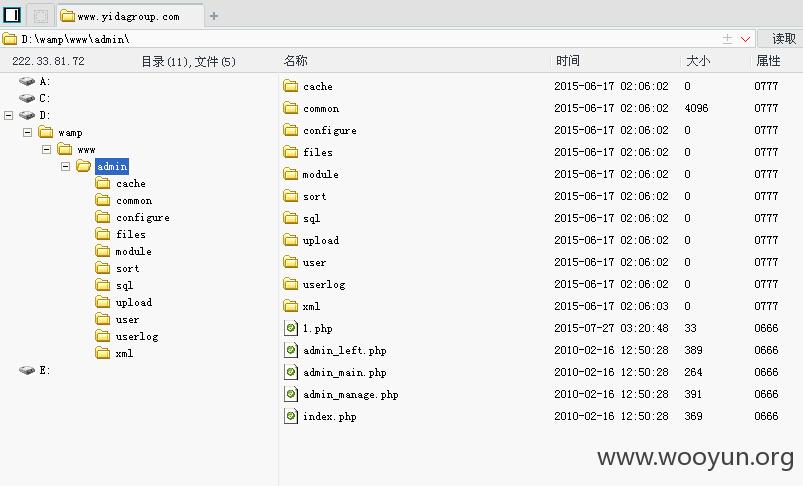 www.yidagroup.com
D:\wamp\www\admin\
读取
222.33.81.72 目录(11),文件(5) 名称 时间 大小 属性
A:
C:
D:
wamp
www
admin
cache
common
configure
files
module
sort
sql
upload
user
userlog
xml
E:
cache 2015-06-17 02:06:02 0 0777
common 2015-06-17 02:06:02 4096 0777
configure 2015-06-17 02:06:02 0 0777
files 2015-06-17 02:06:02 0 0777
module 2015-06-17 02:06:02 0 0777
sort 2015-06-17 02:06:02 0 0777
sql 2015-06-17 02:06:02 0 0777
upload 2015-06-17 02:06:02 0 0777
user 2015-06-17 02:06:02 0 0777
userlog 2015-06-17 02:06:02 0 0777
xml 2015-06-17 02:06:03 0 0777
1.php 2015-07-27 03:20:48 33 0666
admin_left.php 2010-02-16 12:50:28 389 0666
admin_main.php 2010-02-16 12:50:28 264 0666
admin_manage.php 2010-02-16 12:50:28 391 0666
index.php 2010-02-16 12:50:28 369 0666
www.wooyun.org